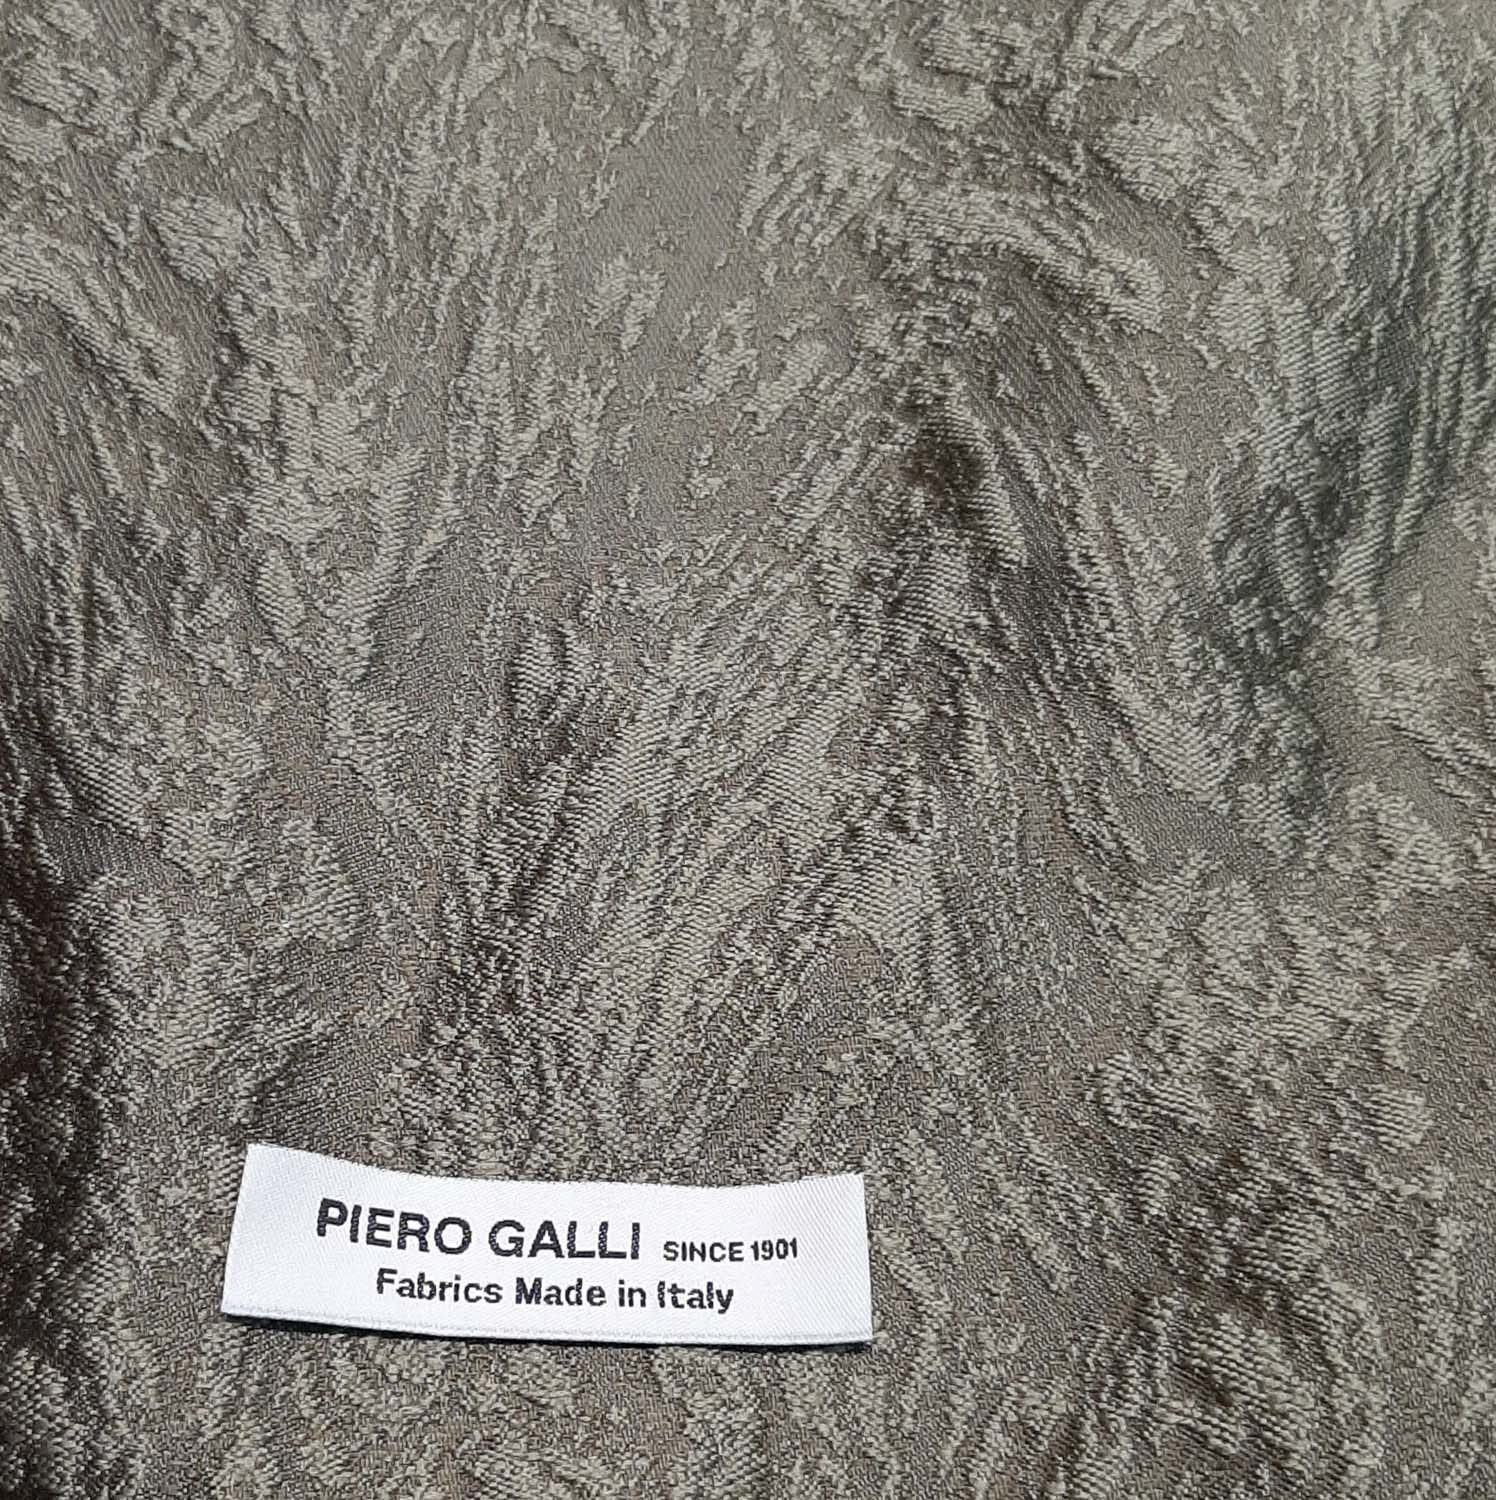 PIERO GALLI SINCE 1901
Fabrics Made in Italy